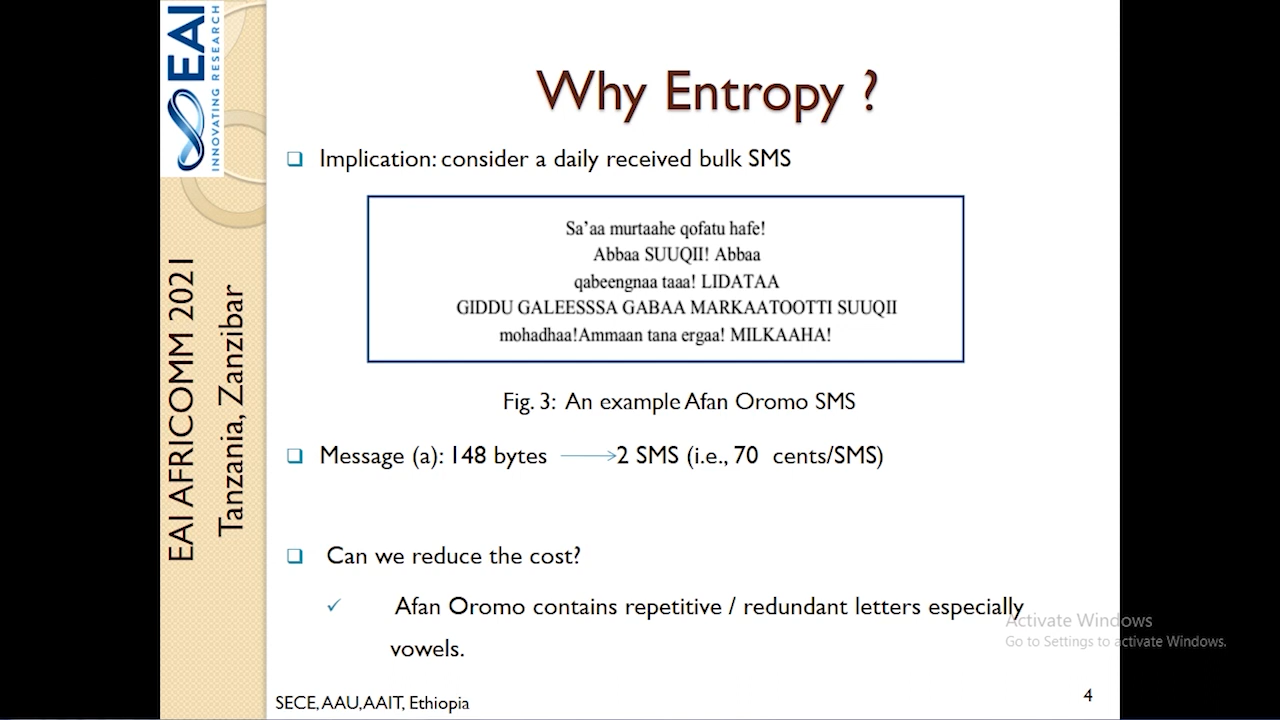 EAI
INNOVATING RESEARCH
EAI AFRICOMM 2021
Tanzania, Zanzibar
Why Entropy ?
Implication: consider a daily received bulk SMS
Sa’aa murtaahe qofatu hafe!
Abbaa SUUQII! Abbaa
qabeengnaa taaa! LIDATAA
GIDDU GALEESSSA GABAA MARKAATOOTTI SUUQII
mohadhaa!Ammaan tana ergaa! MILKAAHA!
Fig. 3: An example Afan Oromo SMS
Message (a): 148 bytes → 2 SMS (i.e., 70 cents/SMS)
Can we reduce the cost?
✓ Afan Oromo contains repetitive / redundant letters especially
vowels.
Activate Windows
Go to Settings to activate Windows.
SECE, AAU, AAIT, Ethiopia
4